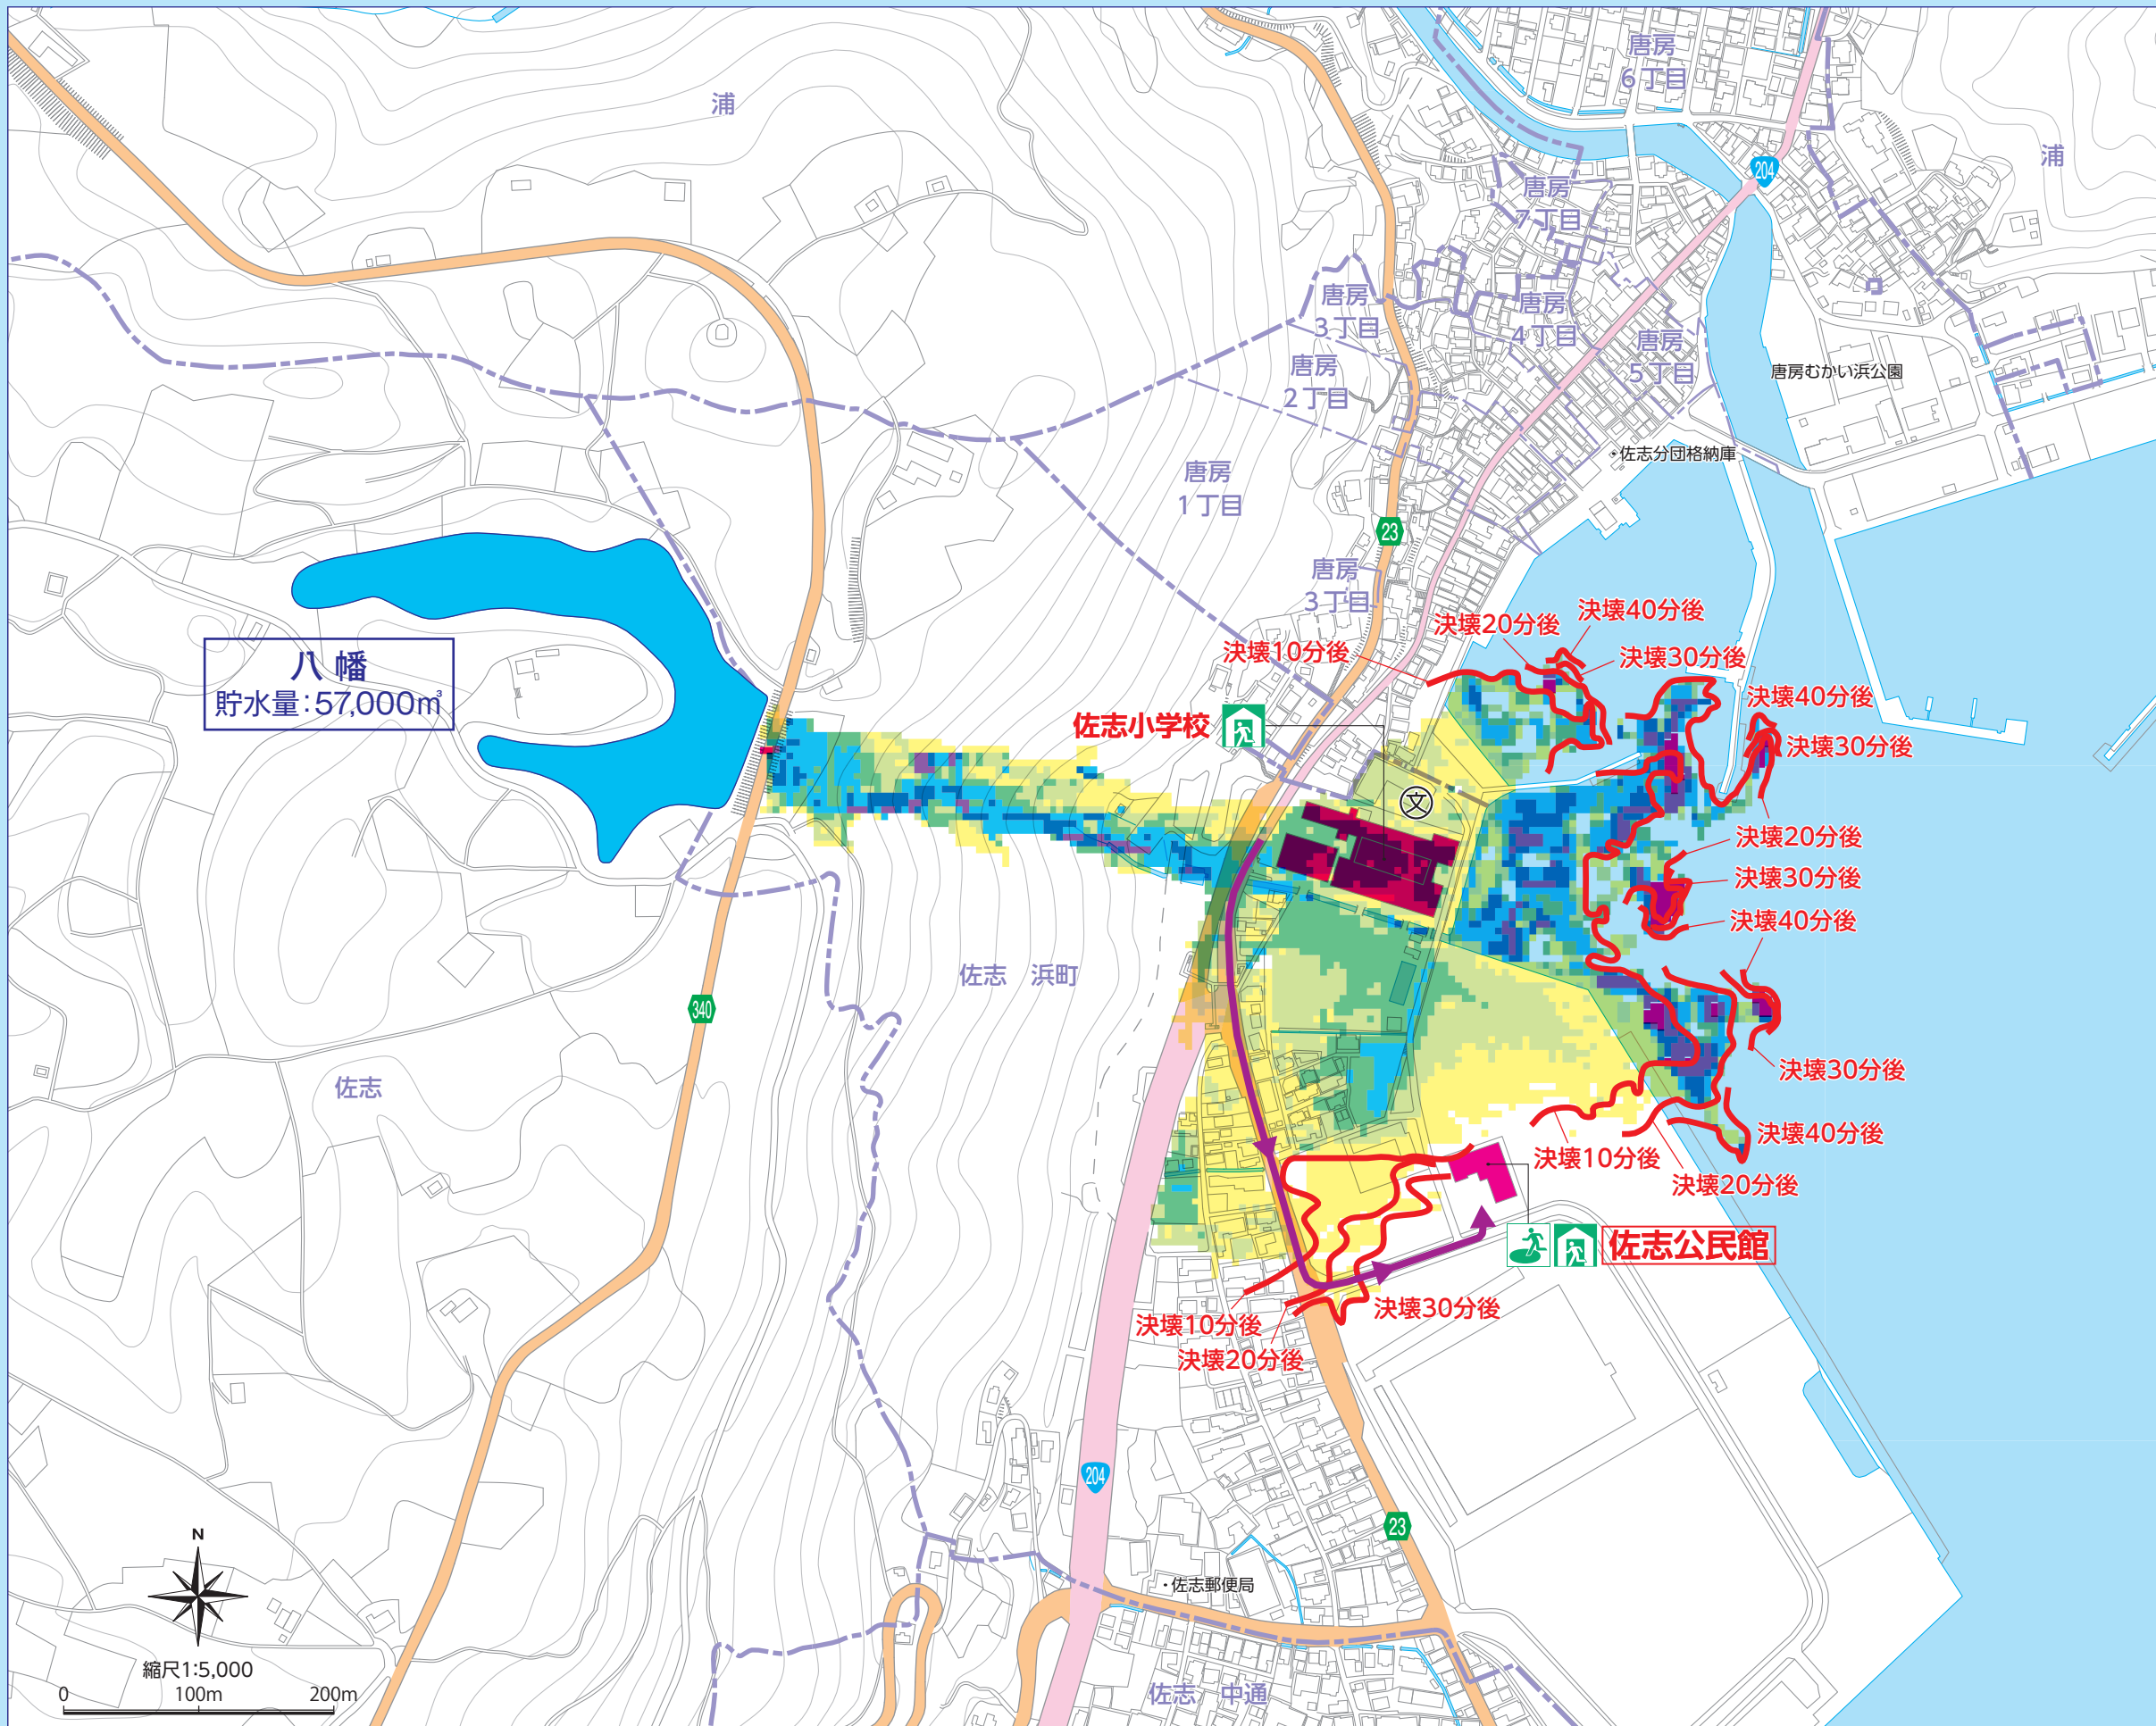 唐房
6丁目
浦
浦
204
唐房
7丁目
唐房
3丁目
唐房
4丁目
唐房
2丁目
唐房
5丁目
唐房むかい浜公園
佐志分団格納庫
唐房
1丁目
23
唐房
3丁目
決壊40分後
決壊20分後
決壊10分後
決壊30分後
八幡
貯水量:57,000㎥
決壊40分後
佐志小学校
決壊30分後
文
決壊20分後
決壊30分後
決壊40分後
佐志 浜町
340
決壊30分後
佐志
決壊40分後
決壊10分後
決壊20分後
佐志公民館
決壊30分後
決壊10分後
決壊20分後
204
23
N
佐志郵便局
縮尺1:5,000
0 100m 200m
佐志 中通